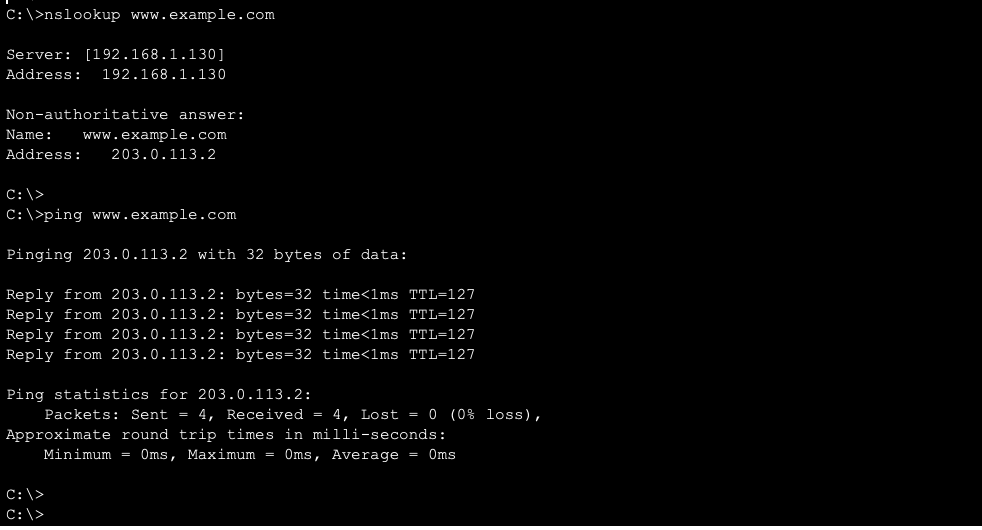 C:\>nslookup www.example.com
Server: [192.168.1.130]
Address:  192.168.1.130
Non-authoritative answer:
Name:   www.example.com
Address:   203.0.113.2
C:\>
C:\>ping www.example.com
Pinging 203.0.113.2 with 32 bytes of data:
Reply from 203.0.113.2: bytes=32 time<1ms TTL=127
Reply from 203.0.113.2: bytes=32 time<1ms TTL=127
Reply from 203.0.113.2: bytes=32 time<1ms TTL=127
Reply from 203.0.113.2: bytes=32 time<1ms TTL=127
Ping statistics for 203.0.113.2:
    Packets: Sent = 4, Received = 4, Lost = 0 (0% loss),
Approximate round trip times in milli-seconds:
    Minimum = 0ms, Maximum = 0ms, Average = 0ms
C:\>
C:\>